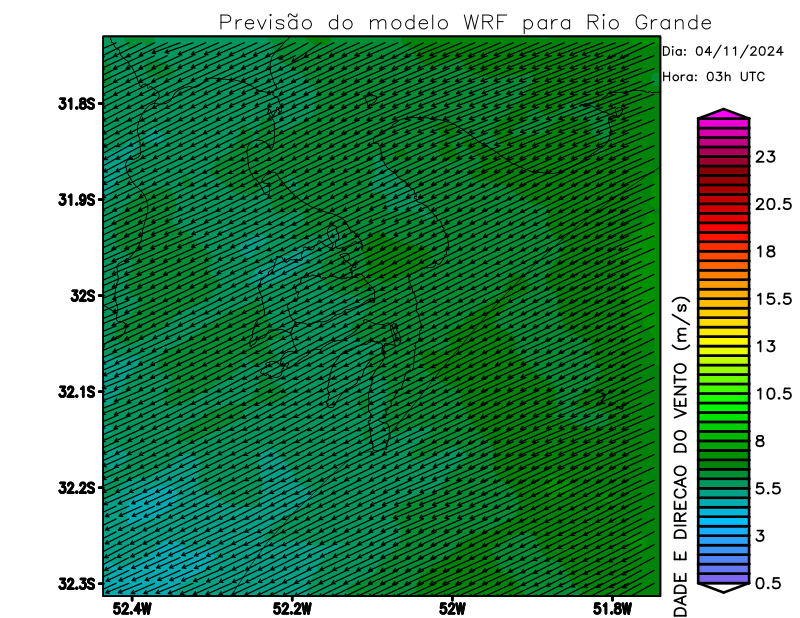 Previsão do modelo WRF para Rio Grande
Dia: 04/11/2024
Hora: 03h UTC
31.8S
31.9S
32S
32.1S
32.2S
32.3S
52.4W
52.2W
52W
51.8W
DADE E DIRECAO DO VENTO (m/s)
23
20.5
18
15.5
13
10.5
8
5.5
3
0.5